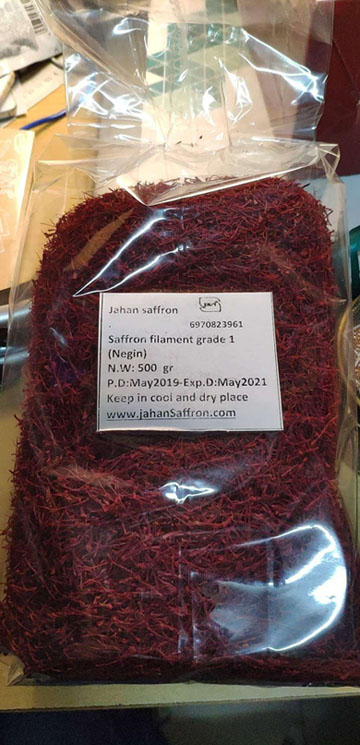 Jahan saffron
6970823961
Saffron filament grade 1
(Negin)
N.W: 500 gr
P.D:May2019-Exp.D:May2021
Keep in cool and dry place
www.jahanSaffron.com